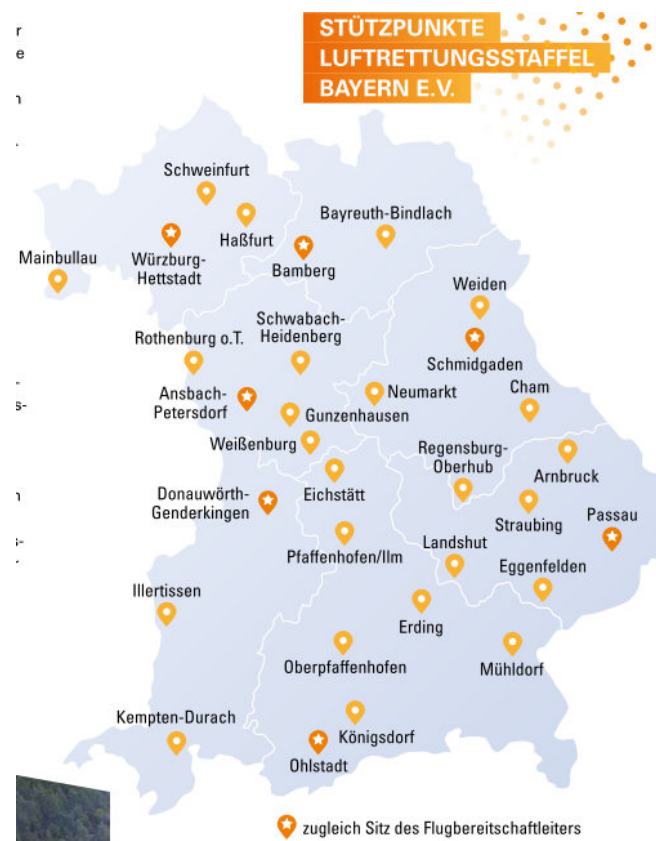 STÜTZPUNKTE
LUFTRETTUNGSSTAFFEL
BAYERN E.V.
r
e
n
.
-
s-
n
s-
r
Schweinfurt
Haßfurt
Bayreuth-Bindlach
Würzburg-
Hettstadt
Bamberg
Mainbullau
Weiden
Schwabach-
Heidenberg
Rothenburg o.T.
Schmidgaden
Ansbach-
Petersdorf
Neumarkt
Cham
Gunzenhausen
Weißenburg
Regensburg-
Oberhub
Arnbruck
Donauwörth-
Genderkingen
Eichstätt
Straubing
Passau
Pfaffenhofen/Ilm
Landshut
Eggenfelden
Illertissen
Erding
Oberpfaffenhofen
Mühldorf
Kempten-Durach
Königsdorf
Ohlstadt
zugleich Sitz des Flugbereitschaftleiters